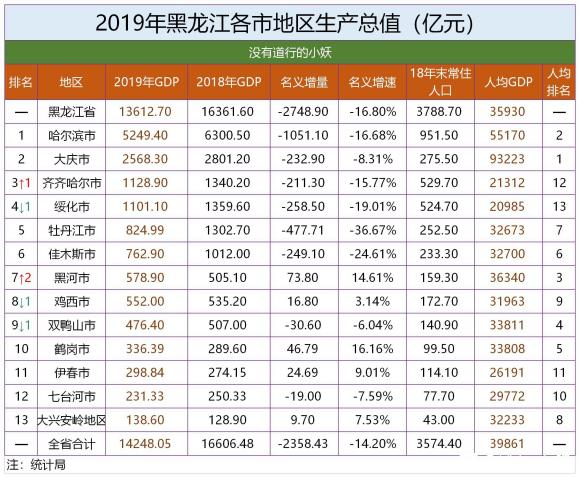 2019年黑龙江各市地区生产总值（亿元）
没有道行的小妖
排名 地区 2019年GDP 2018年GDP 名义增量 名义增速 18年末常住人口 人均GDP 人均排名
— 黑龙江省 13612.70 16361.60 -2748.90 -16.80% 3788.70 35930 —
1 哈尔滨市 5249.40 6300.50 -1051.10 -16.68% 951.50 55170 2
2 大庆市 2568.30 2801.20 -232.90 -8.31% 275.50 93223 1
3↑1 齐齐哈尔市 1128.90 1340.20 -211.30 -15.77% 529.70 21312 12
4↓1 绥化市 1101.10 1359.60 -258.50 -19.01% 524.70 20985 13
5 牡丹江市 824.99 1302.70 -477.71 -36.67% 252.50 32673 7
6 佳木斯市 762.90 1012.00 -249.10 -24.61% 233.30 32700 6
7↑2 黑河市 578.90 505.10 73.80 14.61% 159.30 36340 3
8↓1 鸡西市 552.00 535.20 16.80 3.14% 172.70 31963 9
9↓1 双鸭山市 476.40 507.00 -30.60 -6.04% 140.90 33811 4
10 鹤岗市 336.39 289.60 46.79 16.16% 99.50 33808 5
11 伊春市 298.84 274.15 24.69 9.01% 114.10 26191 11
12 七台河市 231.33 250.33 -19.00 -7.59% 77.70 29772 10
13 大兴安岭地区 138.60 128.90 9.70 7.53% 43.00 32233 8
— 全省合计 14248.05 16606.48 -2358.43 -14.20% 3574.40 39861 —
注：统计局